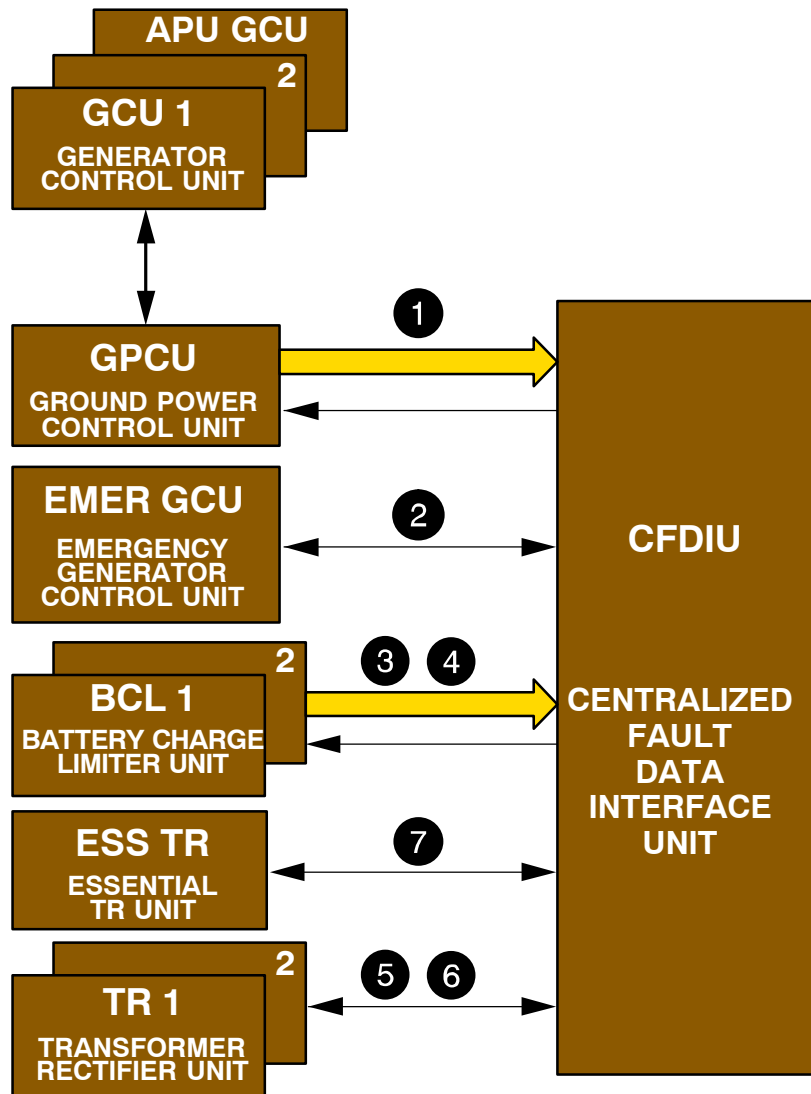 APU GCU
2
GCU 1
GENERATOR
CONTROL UNIT
1
GPCU
GROUND POWER
CONTROL UNIT
EMER GCU
EMERGENCY
GENERATOR
CONTROL UNIT
2
CFDIU
CENTRALIZED
FAULT
DATA
INTERFACE
UNIT
2
BCL 1
BATTERY CHARGE
LIMITER UNIT
3 4
ESS TR
ESSENTIAL
TR UNIT
7
2
TR 1
TRANSFORMER
RECTIFIER UNIT
5 6